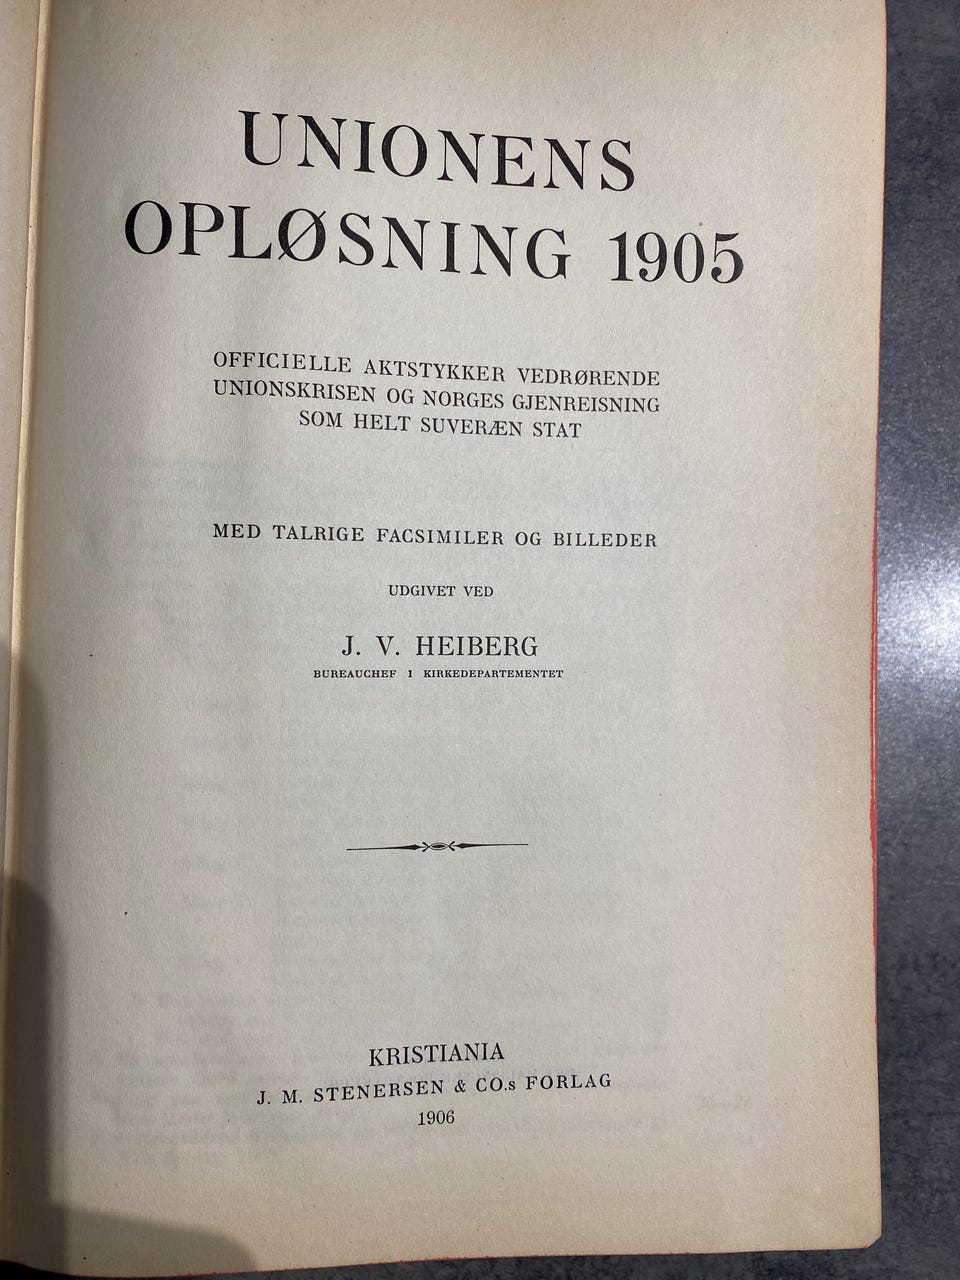 UNIONENS
OPLØSNING 1905
OFFICIELLE AKTSTYKKER VEDRØRENDE
UNIONSKRISEN OG NORGES GJENREISNING
SOM HELT SUVERÆN STAT
MED TALRIGE FACSIMILER OG BILLEDER
UDGIVET VED
J. V. HEIBERG
BUREAUCHEF I KIRKEDEPARTEMENTET
KRISTIANIA
J. M. STENERSEN & CO.s FORLAG
1906